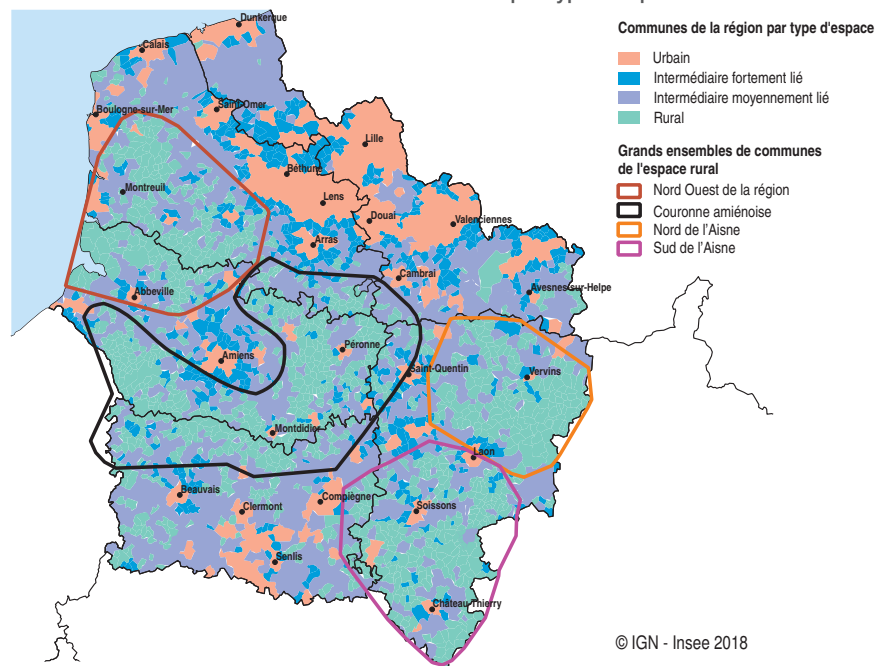 Dunkerque
Communes de la région par type d'espace
Calais
Urbain
Intermédiaire fortement lié
Intermédiaire moyennement lié
Rural
Saint-Omer
Boulogne-sur-Mer
Lille
Grands ensembles de communes
de l'espace rural
Béthune
Montreuil
Nord Ouest de la région
Lens
Couronne amiénoise
Douai
Valenciennes
Nord de l'Aisne
Arras
Sud de l'Aisne
Cambrai
Avesnes-sur-Helpe
Abbeville
Péronne
Amiens
Saint-Quentin
Vervins
Montdidier
Laon
Beauvais
Compiègne
Clermont
Soissons
Senlis
Château-Thierry
© IGN - Insee 2018